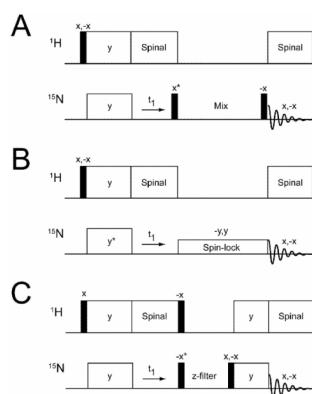 A
x,-x
¹H
y
Spinal
Spinal
x*
-x
¹⁵N
y
t₁
Mix
x,-x
B
x,-x
¹H
y
Spinal
Spinal
-y,y
¹⁵N
y*
t₁
Spin-lock
x,-x
C
x
-x
¹H
y
Spinal
y
Spinal
-x*
x,-x
¹⁵N
y
t₁
z-filter
y
x,-x